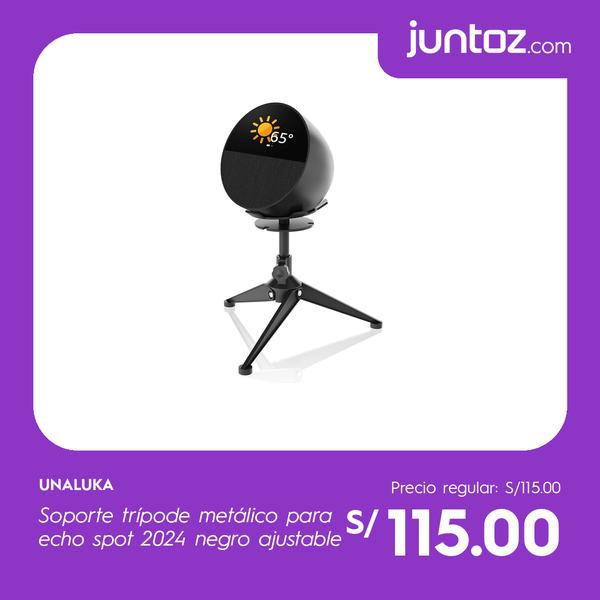 juntoz.com
65°
UNALUKA
Precio regular: S/115.00
Soporte trípode metálico para
echo spot 2024 negro ajustable
S/ 115.00